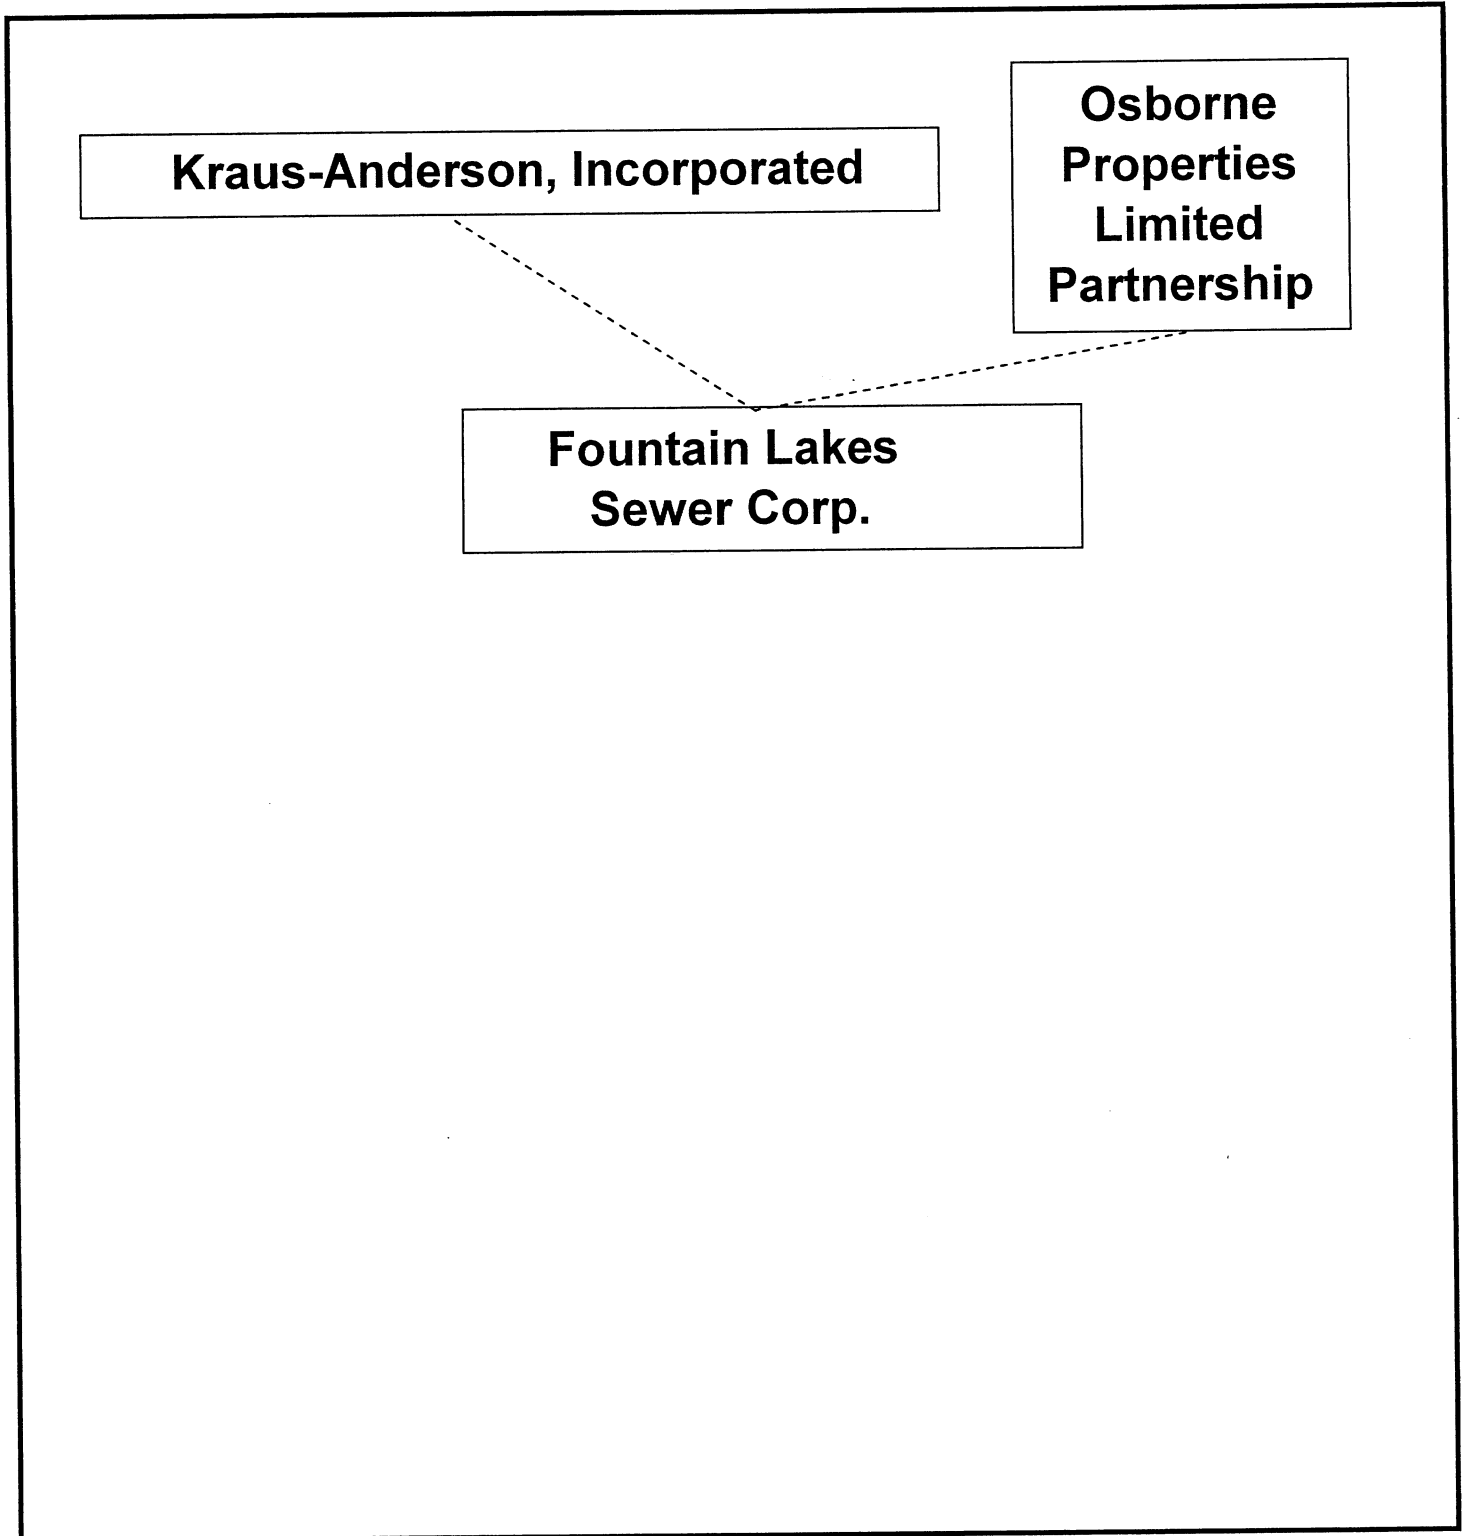 Kraus-Anderson, Incorporated
Osborne
Properties
Limited
Partnership
Fountain Lakes
Sewer Corp.